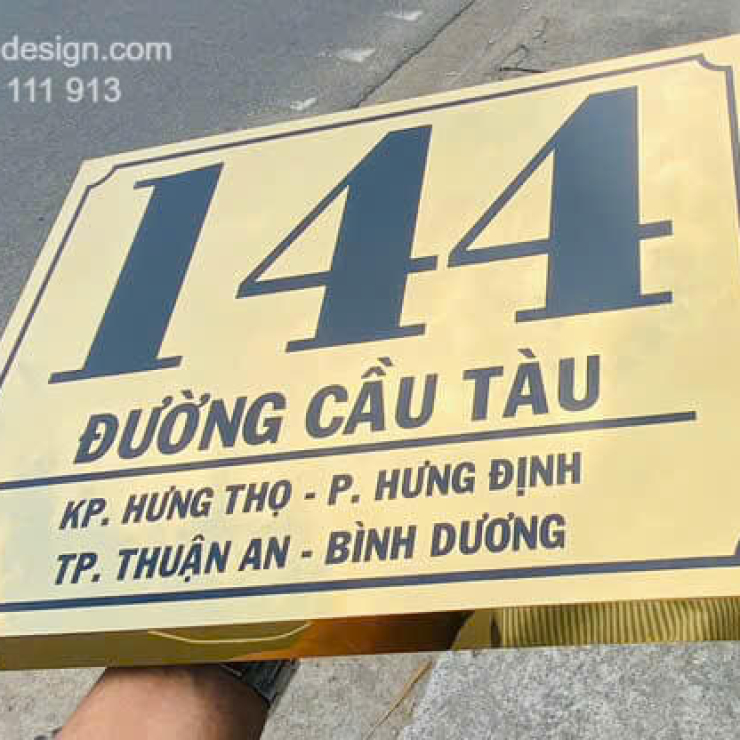 design.com
111 913
144
ĐƯỜNG CẦU TÀU
KP. HƯNG THỌ - P. HƯNG ĐỊNH
TP. THUẬN AN - BÌNH DƯƠNG